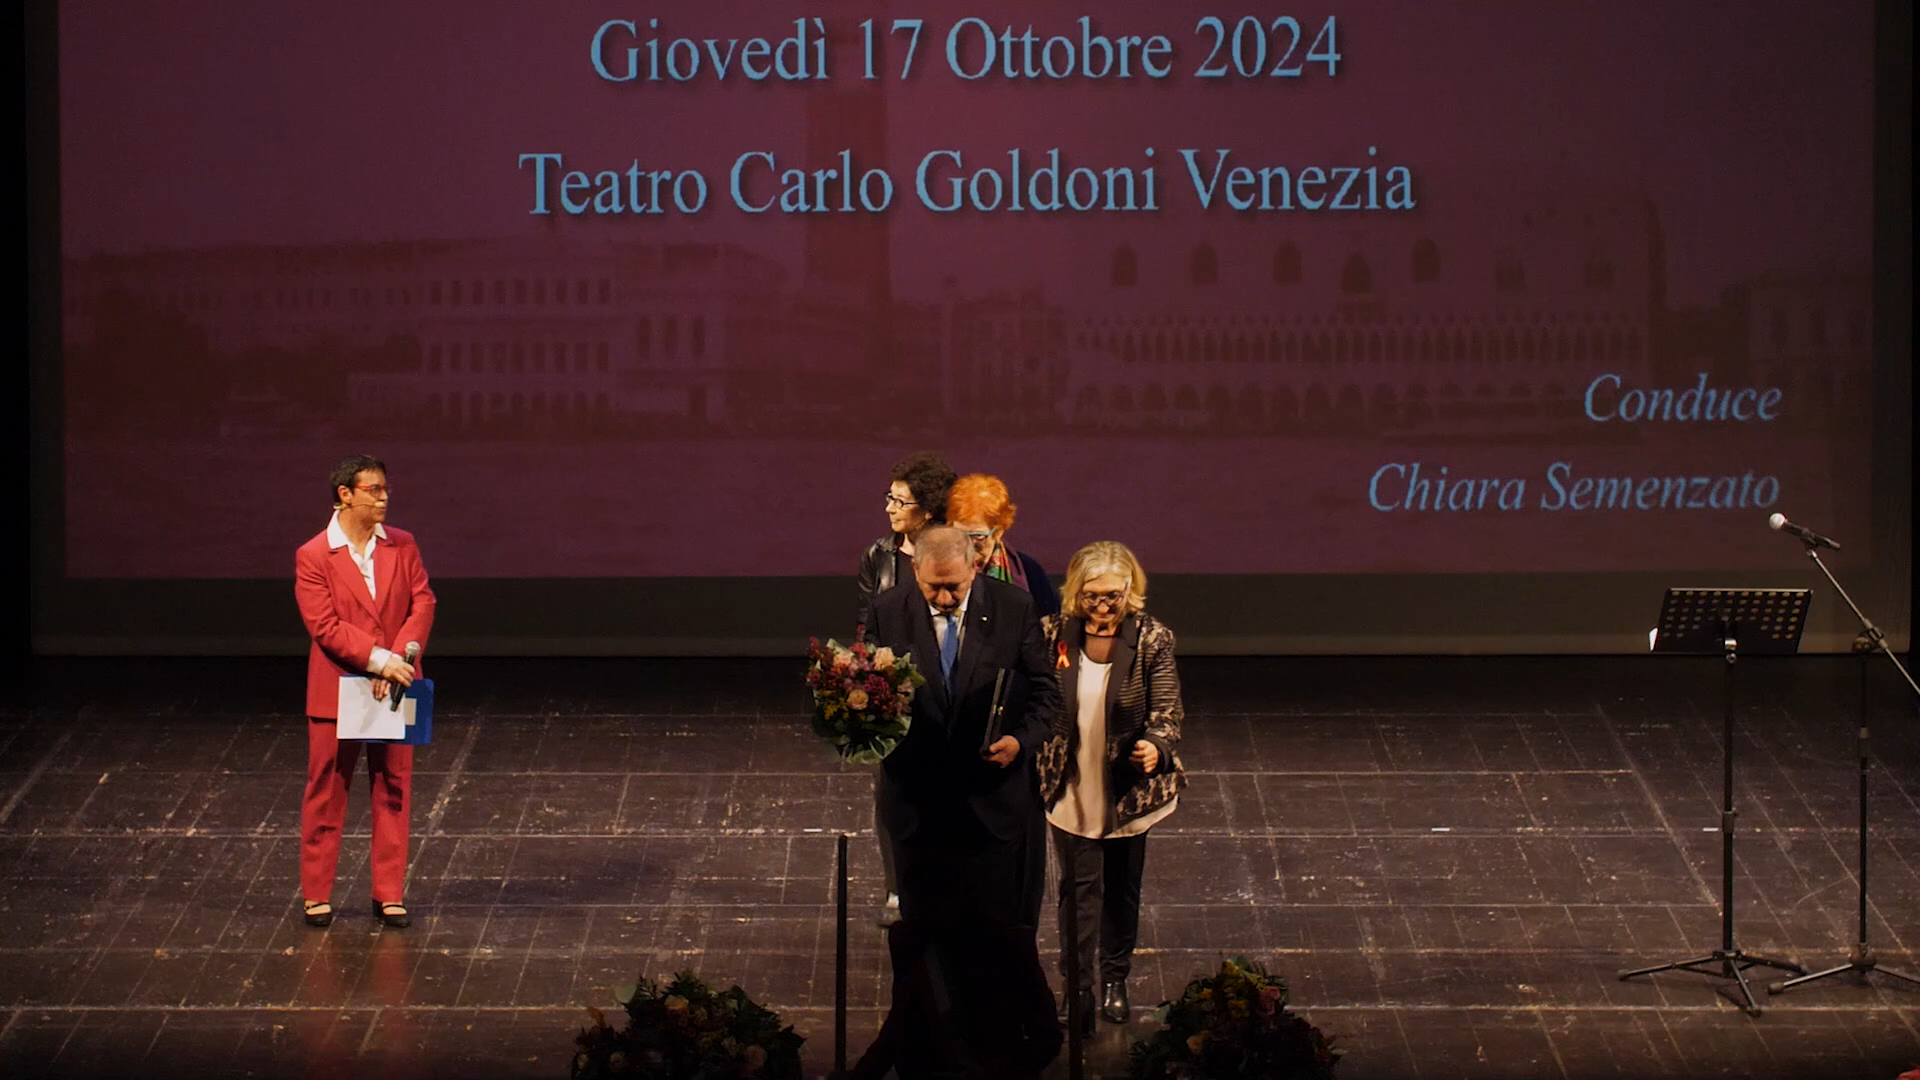 Giovedì 17 Ottobre 2024
Teatro Carlo Goldoni Venezia
Conduce
Chiara Semenzato